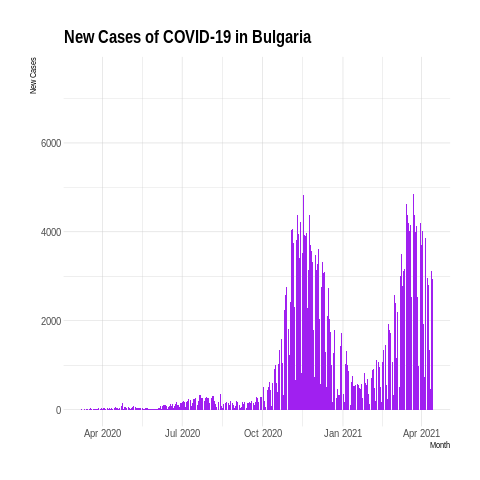 New Cases of COVID-19 in Bulgaria
New Cases
6000
4000
2000
0
Apr 2020 Jul 2020 Oct 2020 Jan 2021 Apr 2021
Month